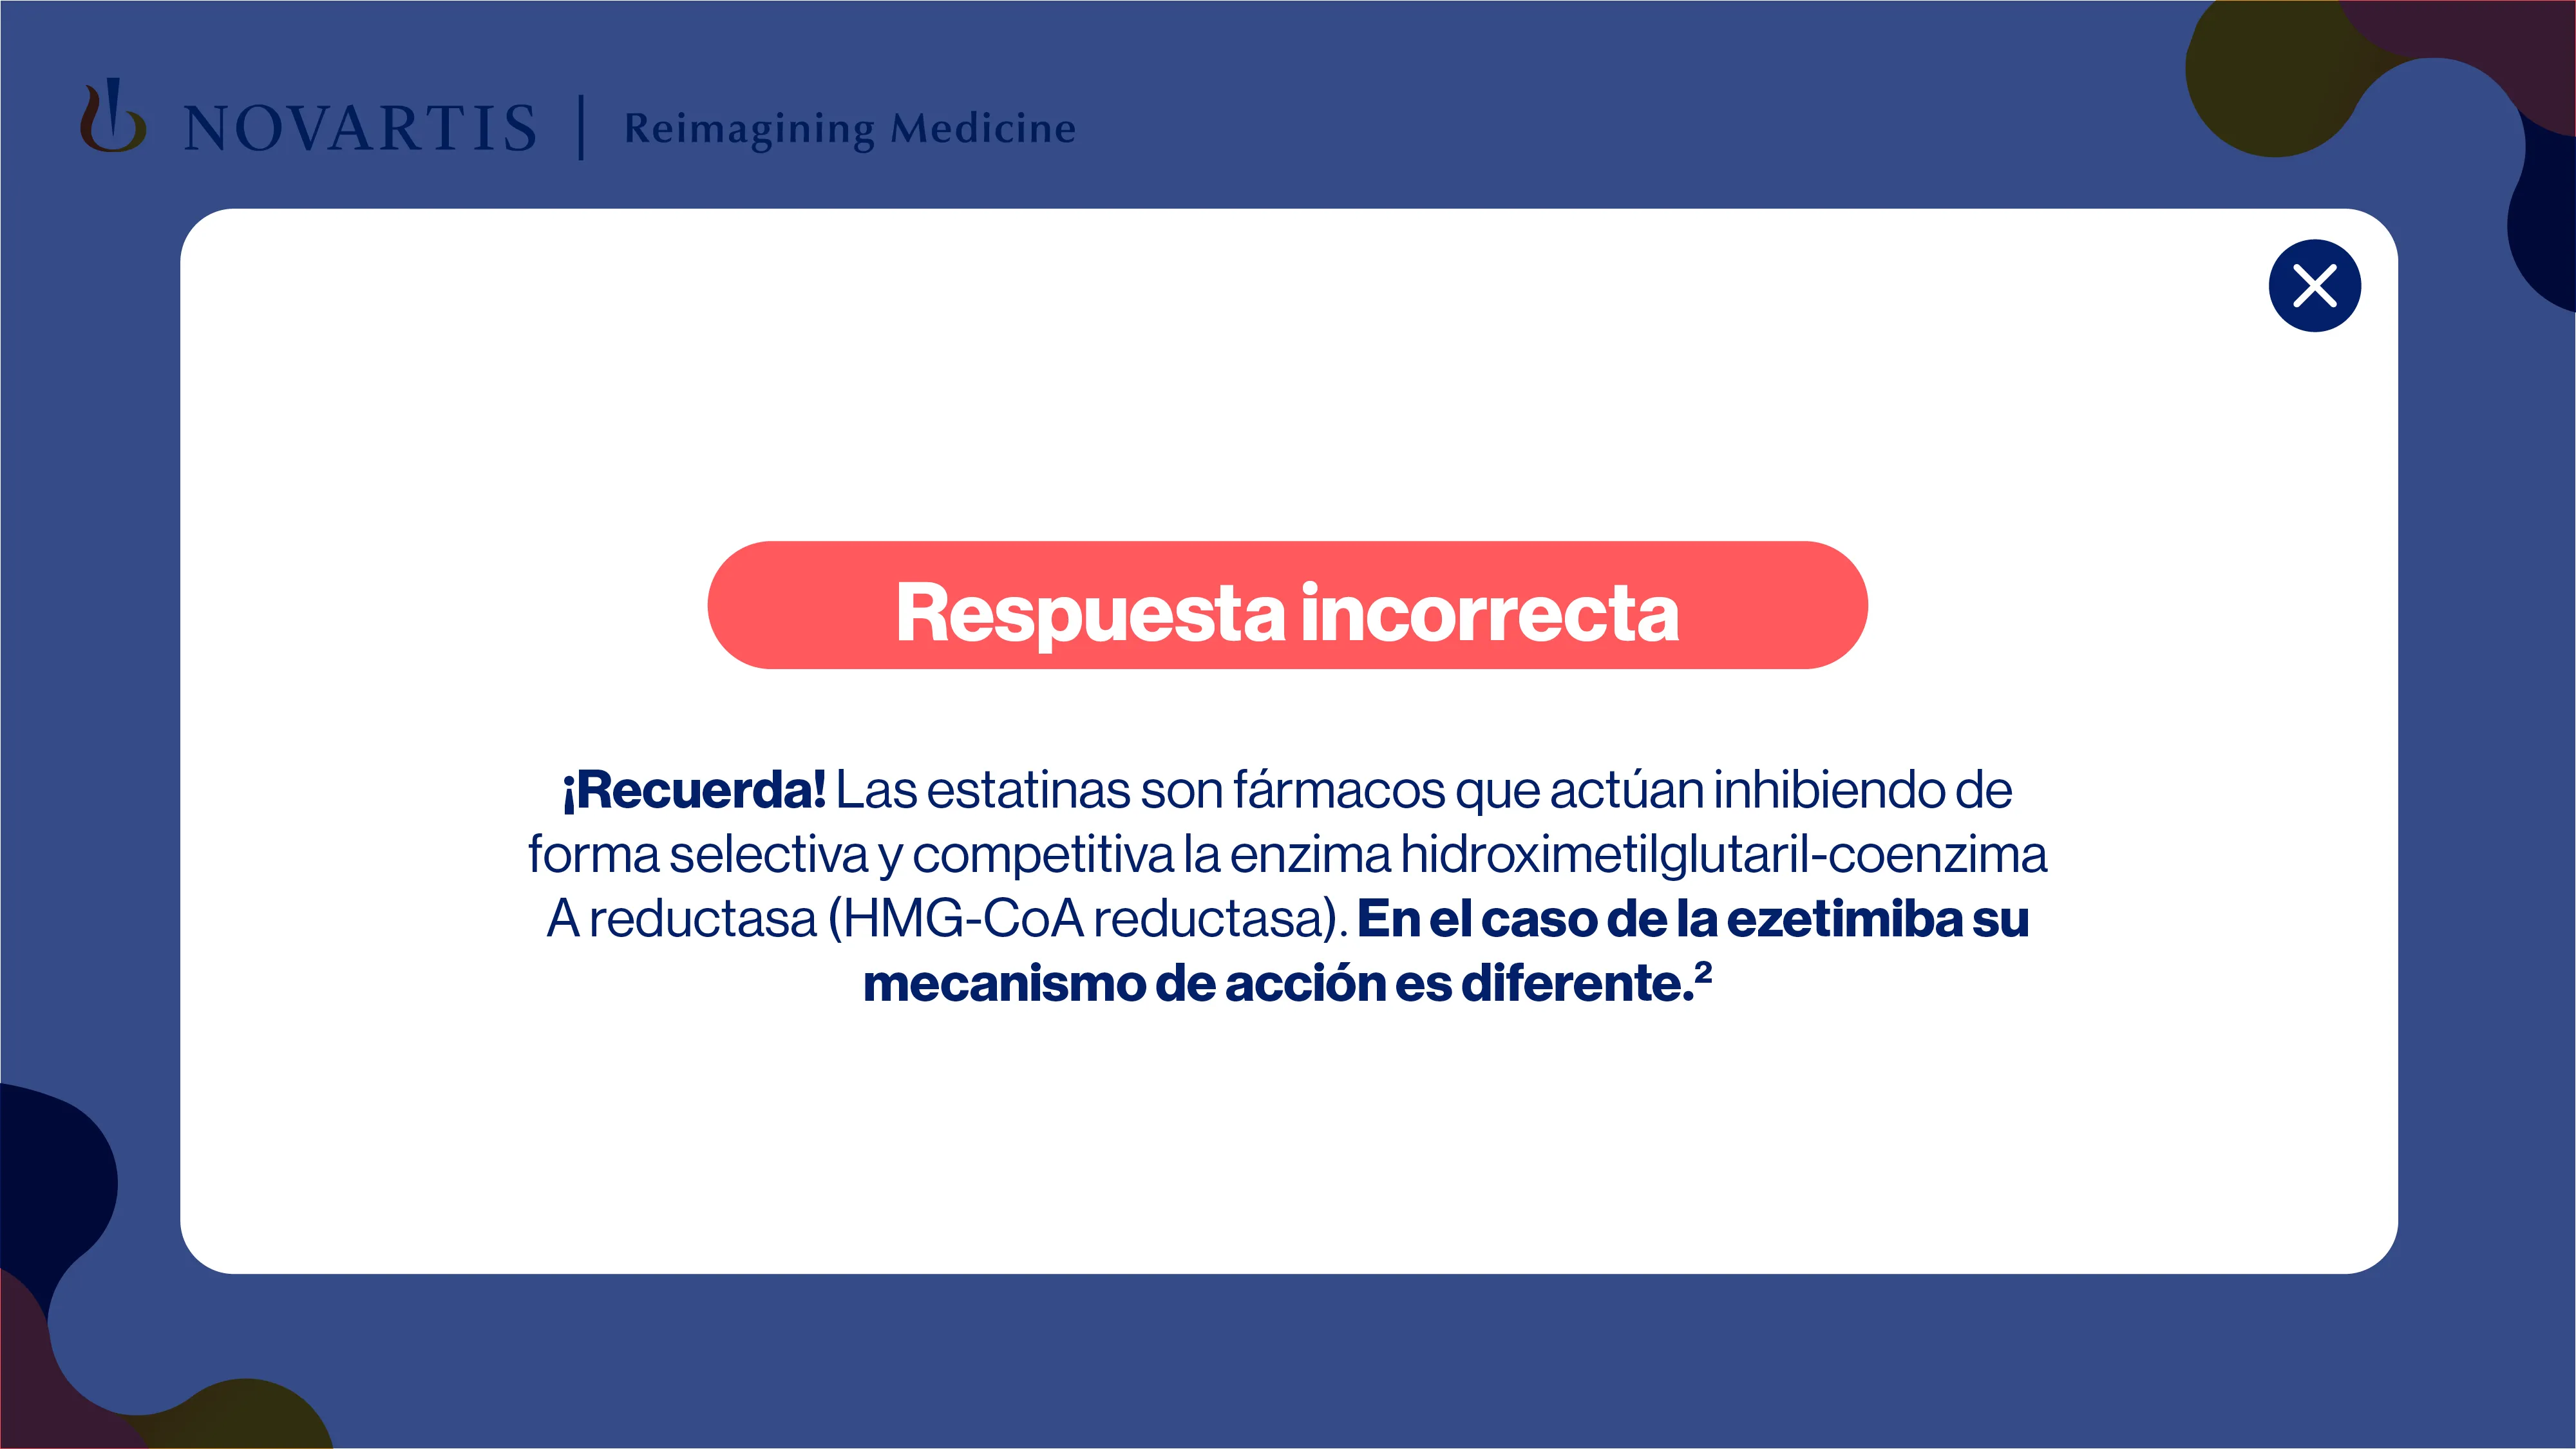 NOVARTIS | Reimagining Medicine
Respuesta incorrecta
¡Recuerda! Las estatinas son fármacos que actúan inhibiendo de
forma selectiva y competitiva la enzima hidroximetilglutaril-coenzima
A reductasa (HMG-CoA reductasa). En el caso de la ezetimiba su
mecanismo de acción es diferente.²